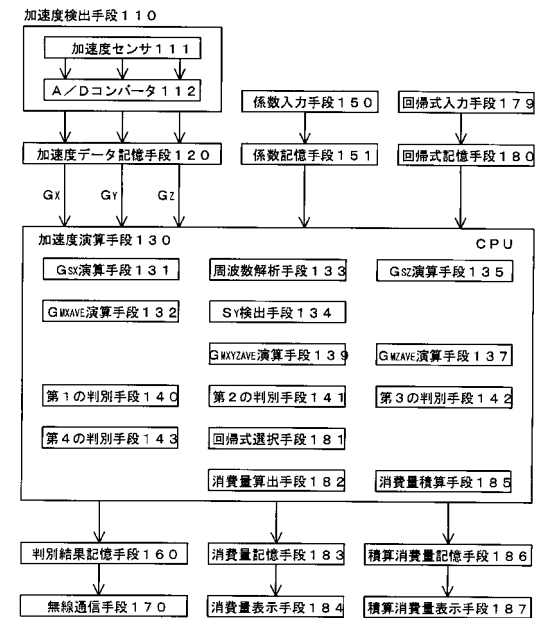 加速度検出手段110
加速度センサ111
A/Dコンバータ112
係数入力手段150
回帰式入力手段179
加速度データ記憶手段120
係数記憶手段151
回帰式記憶手段180
GX
GY
GZ
加速度演算手段130
CPU
GSX演算手段131
周波数解析手段133
GSZ演算手段135
GMXAVE演算手段132
SY検出手段134
GMXYZAVE演算手段139
GMZAVE演算手段137
第1の判別手段140
第2の判別手段141
第3の判別手段142
第4の判別手段143
回帰式選択手段181
消費量算出手段182
消費量積算手段185
判別結果記憶手段160
消費量記憶手段183
積算消費量記憶手段186
無線通信手段170
消費量表示手段184
積算消費量表示手段187